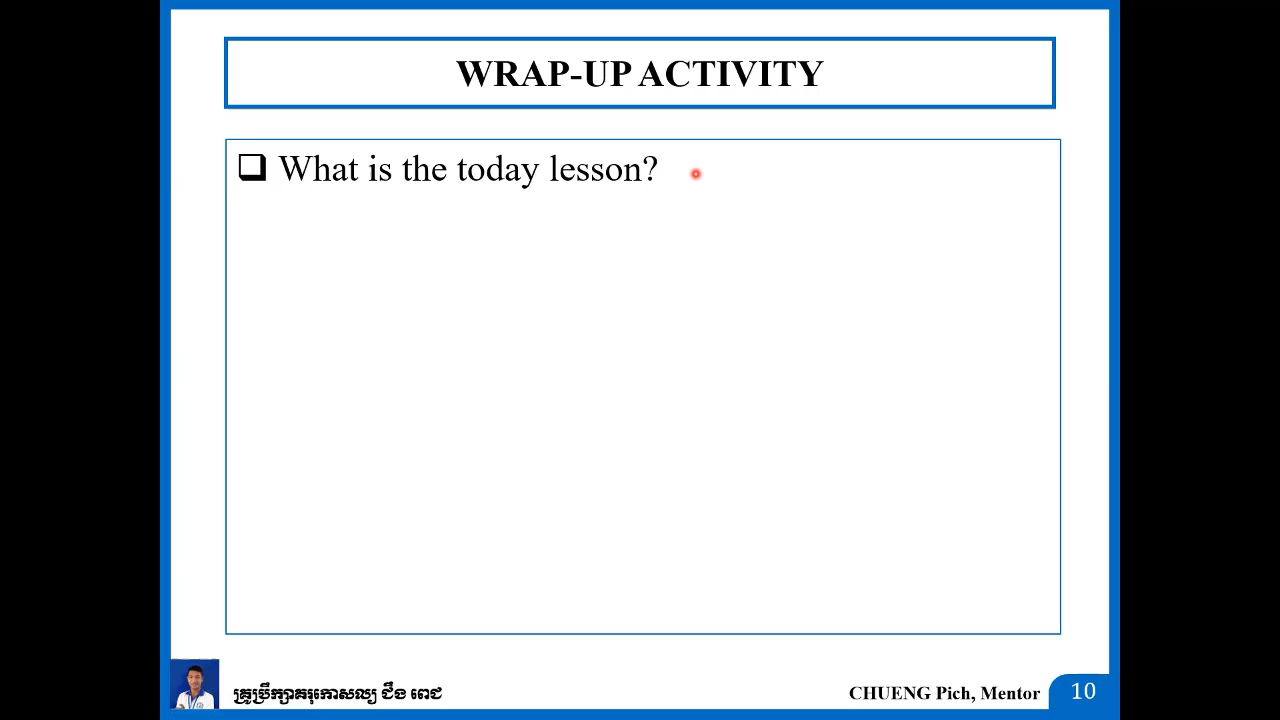 WRAP-UP ACTIVITY
What is the today lesson?
គ្រូប្រឹក្សាគរុកោសល្យ ជឹង ពេជ
CHUENG Pich, Mentor
10